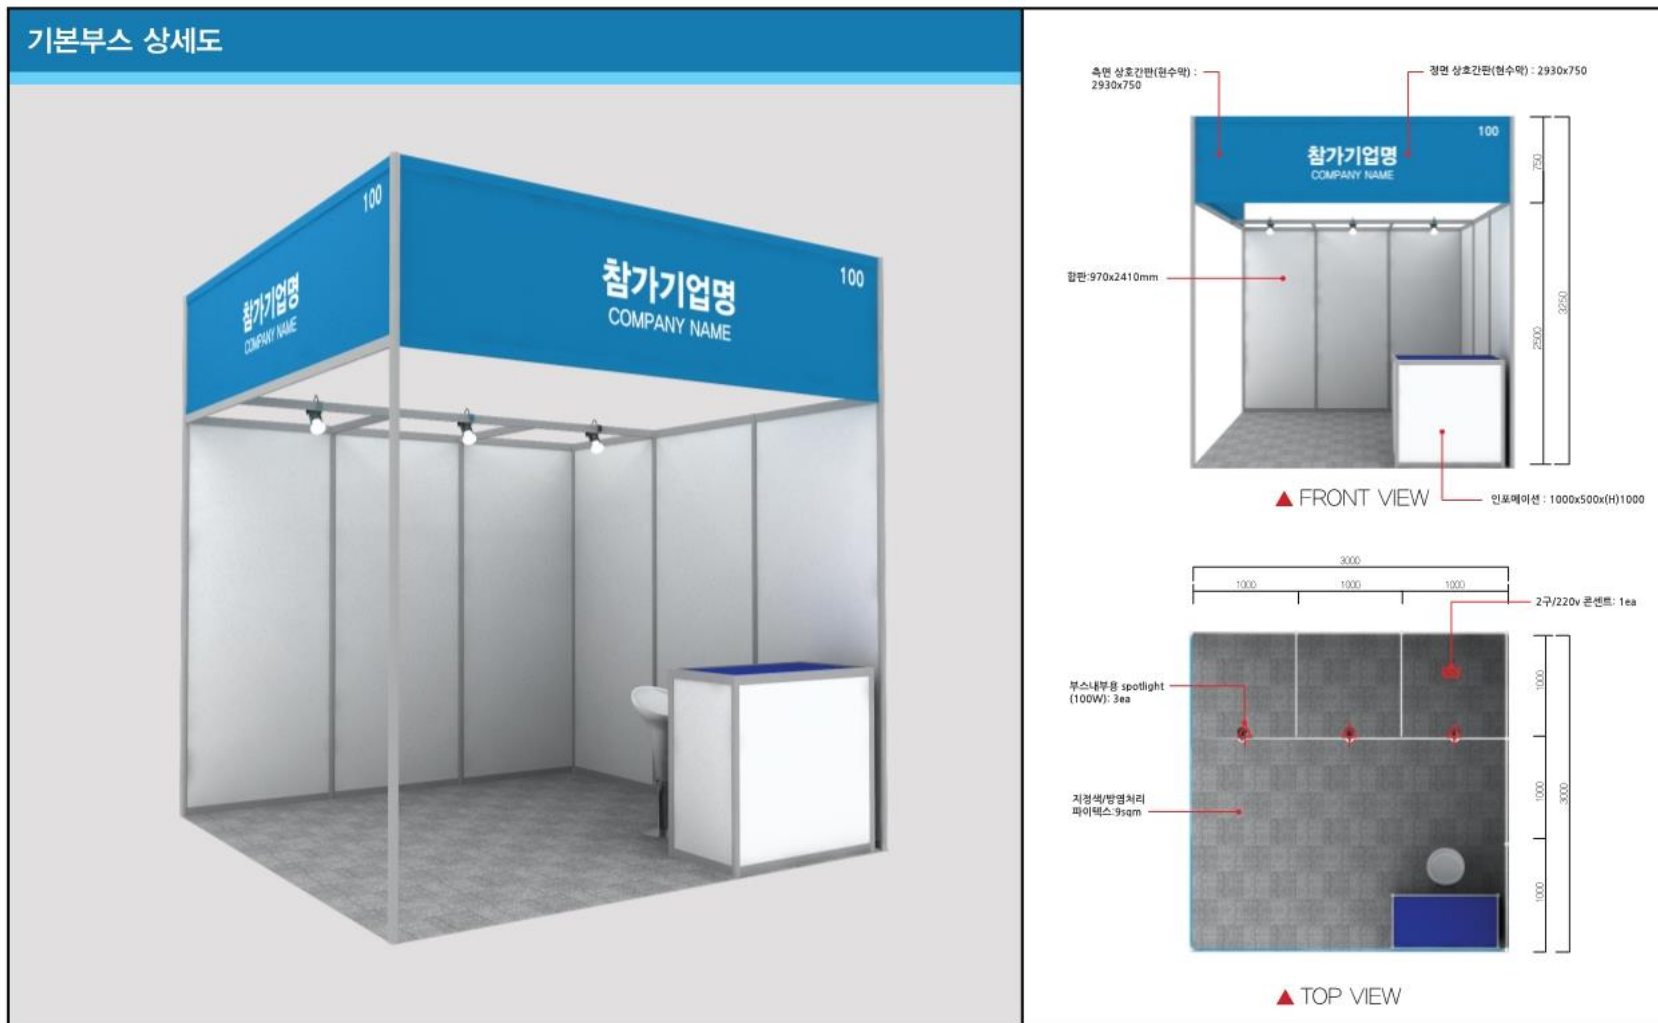 기본부스 상세도
100
참가기업명
COMPANY NAME
100
참가기업명
COMPANY NAME
측면 상호간판(현수막) :
2930x750
정면 상호간판(현수막) : 2930x750
100
참가기업명
COMPANY NAME
750
3250
2500
합판:970x2410mm
인포메이션 : 1000x500x(H)1000
▲ FRONT VIEW
3000
1000
1000
1000
2구/220v 콘센트: 1ea
부스내부용 spotlight
(100W): 3ea
지정색/방염처리
파이텍스:9sqm
1000
1000
1000
3000
▲ TOP VIEW